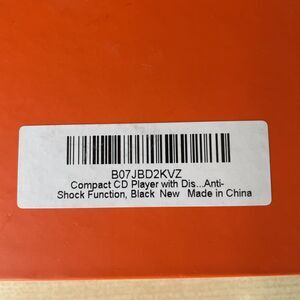 B07JBD2KVZ
Compact CD Player with Dis...Anti-
Shock Function, Black New Made in China